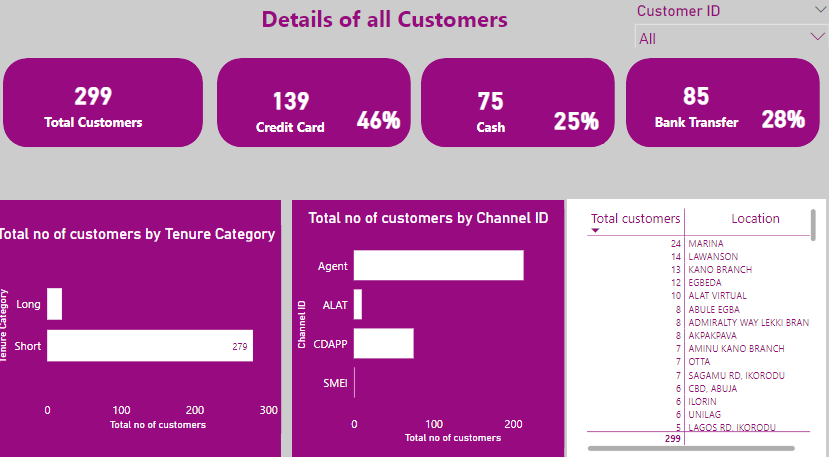 Details of all Customers
Customer ID
All
299
Total Customers
139
Credit Card
46%
75
Cash
25%
85
Bank Transfer
28%
Total no of customers by Tenure Category
Tenure Category
Long
Short
279
0 100 200 300
Total no of customers
Total no of customers by Channel ID
Channel ID
Agent
ALAT
CDAPP
SMEI
0 100 200
Total no of customers
Total customers Location
24 MARINA
14 LAWANSON
13 KANO BRANCH
12 EGBEDA
10 ALAT VIRTUAL
8 ABULE EGBA
8 ADMIRALTY WAY LEKKI BRAN
8 AKPAKPAVA
7 AMINU KANO BRANCH
7 OTTA
7 SAGAMU RD, IKORODU
6 CBD, ABUJA
6 ILORIN
6 UNILAG
5 LAGOS RD, IKORODU
299